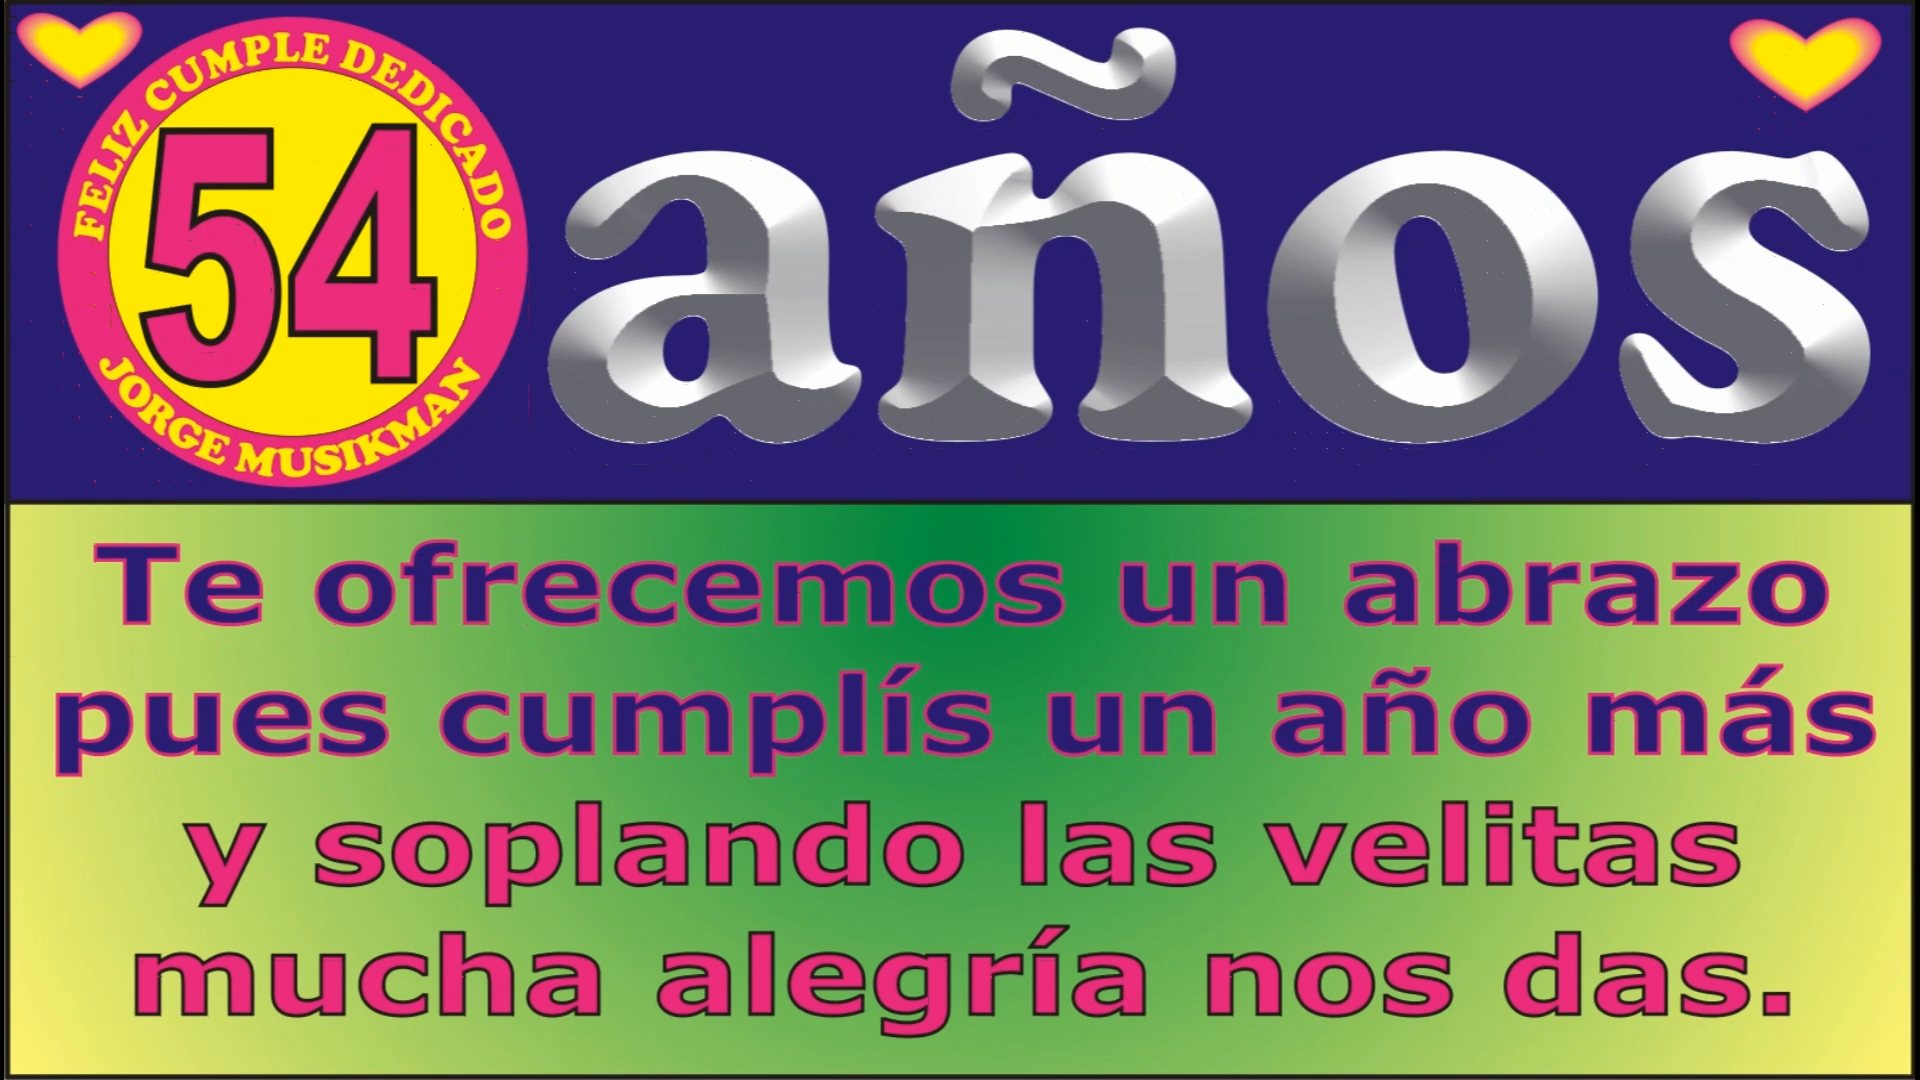 FELIZ CUMPLE DEDICADO
54
JORGE MUSIKMAN
años
Te ofrecemos un abrazo
pues cumplís un año más
y soplando las velitas
mucha alegría nos das.